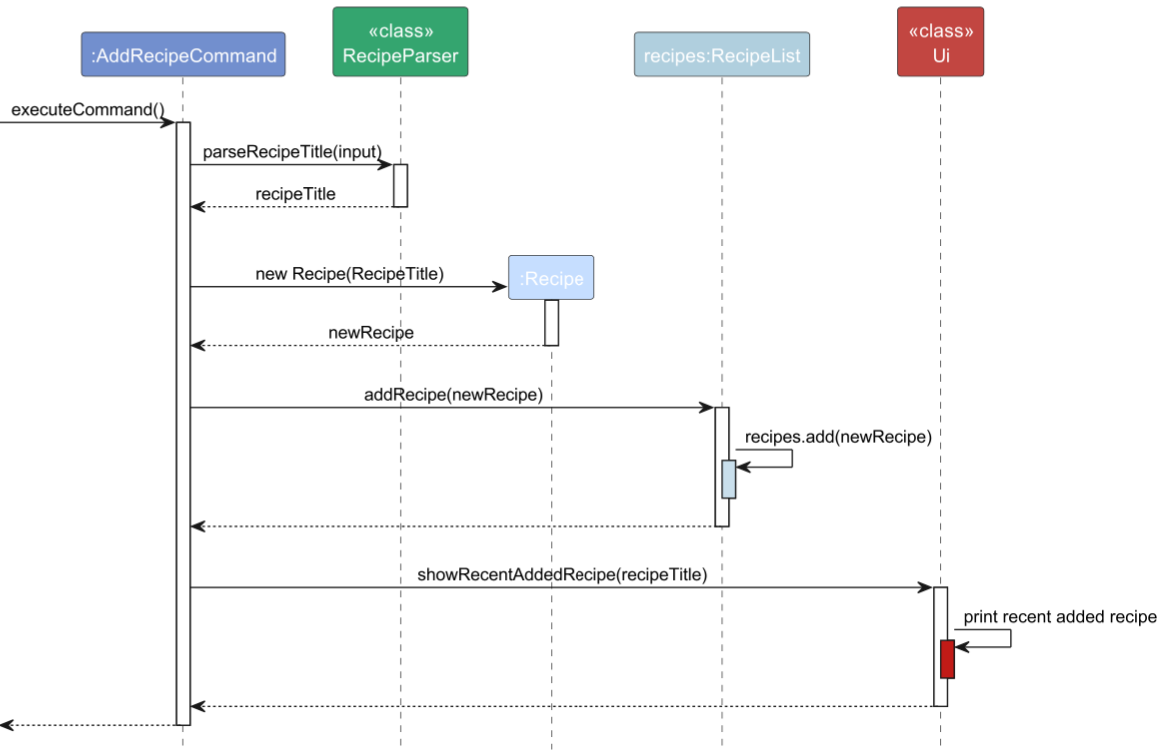 «class»
«class»
:AddRecipeCommand
RecipeParser
recipes:RecipeList
Ui
executeCommand()
parseRecipeTitle(input)
recipeTitle
new Recipe(RecipeTitle)
:Recipe
newRecipe
addRecipe(newRecipe)
recipes.add(newRecipe)
showRecentAddedRecipe(recipeTitle)
print recent added recipe